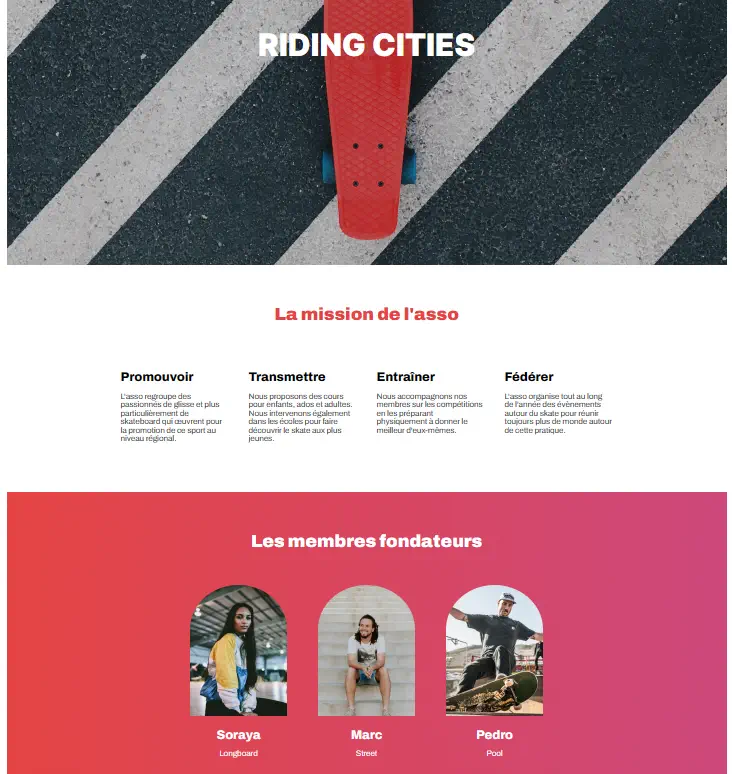 RIDING CITIES
La mission de l'asso
Promouvoir
L'asso regroupe des
passionnés de glisse et plus
particulièrement de
skateboard qui œuvrent pour
la promotion de ce sport au
niveau régional.
Transmettre
Nous proposons des cours
pour enfants, ados et adultes.
Nous intervenons également
dans les écoles pour faire
découvrir le skate aux plus
jeunes.
Entraîner
Nous accompagnons nos
membres sur les compétitions
en les préparant
physiquement à donner le
meilleur d'eux-mêmes.
Fédérer
L'asso organise tout au long
de l'année des évènements
autour du skate pour réunir
toujours plus de monde autour
de cette pratique.
Les membres fondateurs
Soraya
Longboard
Marc
Street
Pedro
Pool